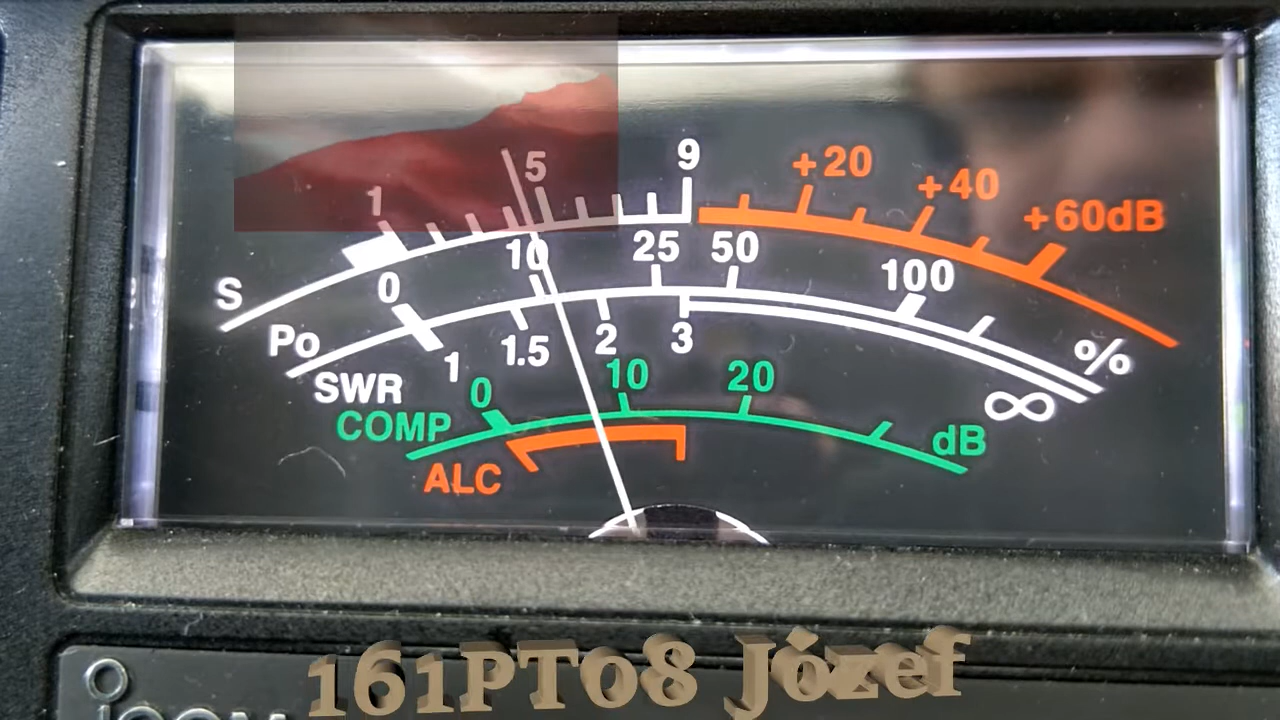 1 5 9 +20 +40 +60dB
S
0 10 25 50 100
Po %
1 1.5 2 3 ∞
SWR
0 10 20
COMP dB
ALC
161PT08 Józef
ICOM